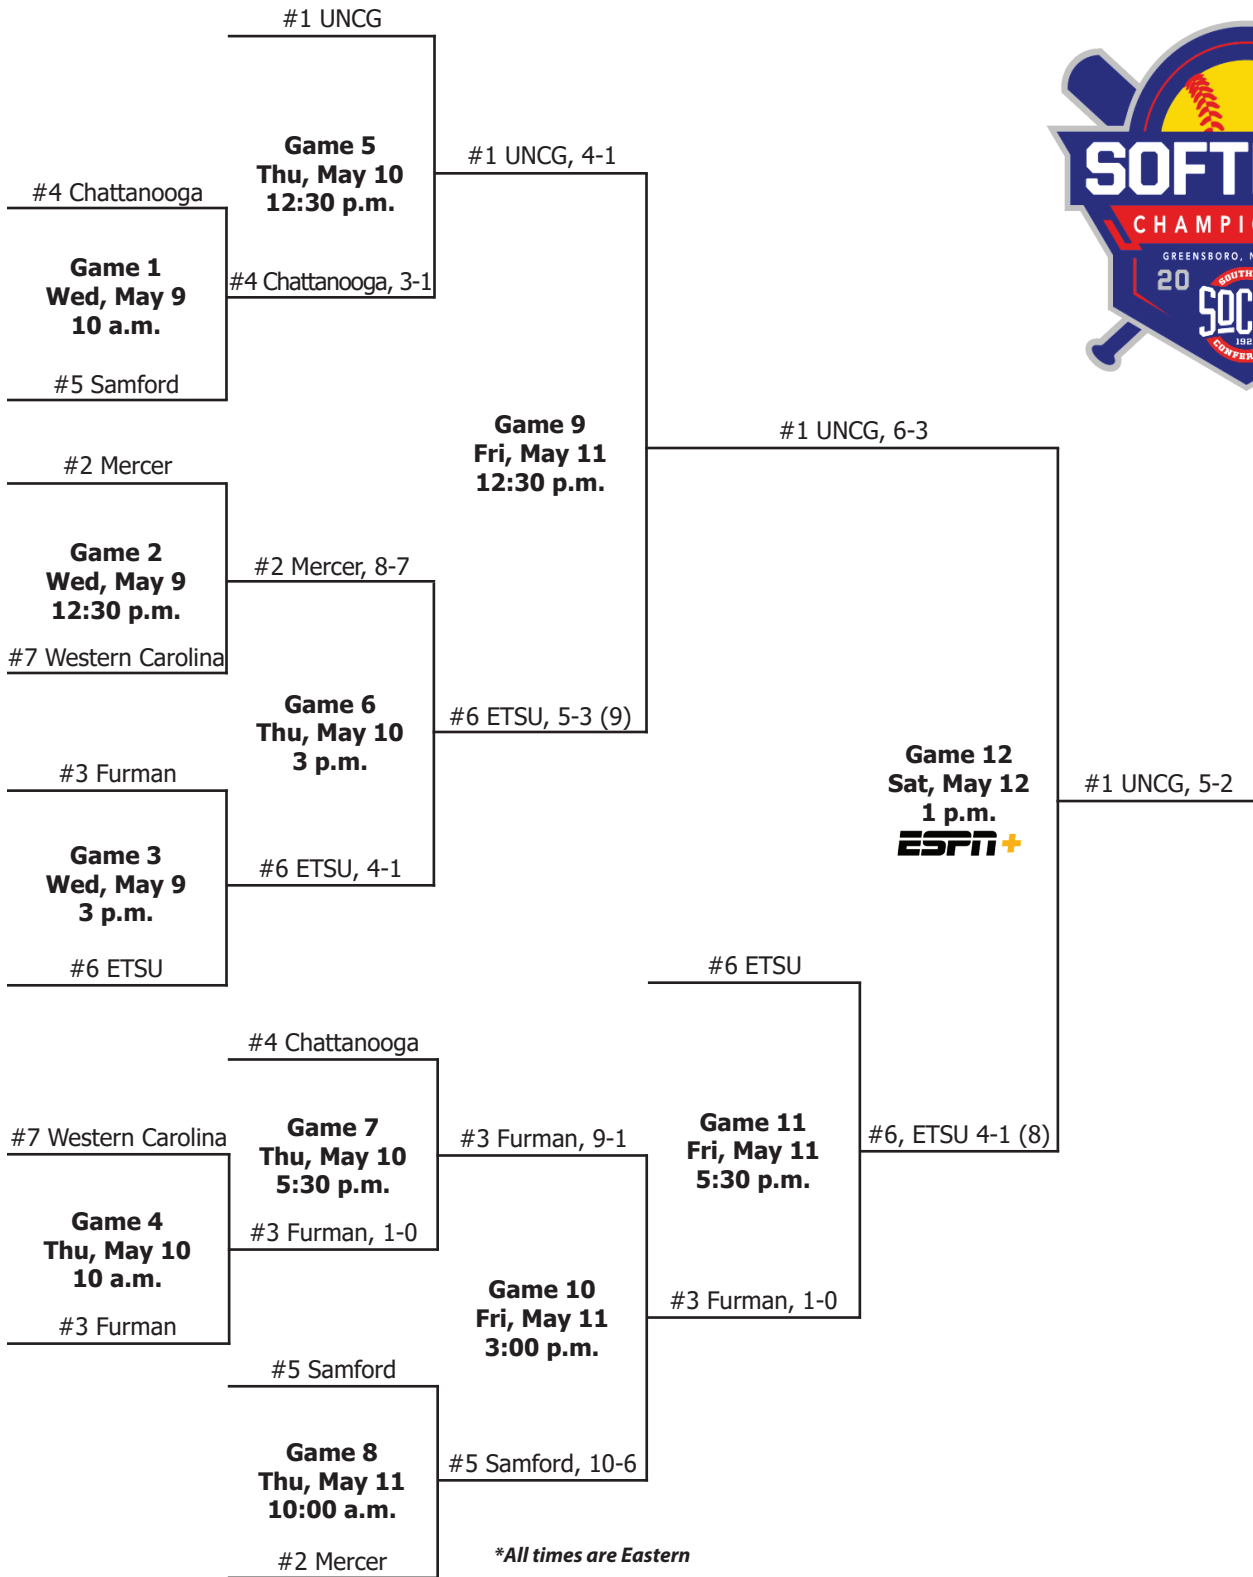 #1 UNCG
Game 5
Thu, May 10
12:30 p.m.
#1 UNCG, 4-1
#4 Chattanooga
Game 1
Wed, May 9
10 a.m.
#4 Chattanooga, 3-1
#5 Samford
Game 9
Fri, May 11
12:30 p.m.
#1 UNCG, 6-3
#2 Mercer
Game 2
Wed, May 9
12:30 p.m.
#2 Mercer, 8-7
#7 Western Carolina
Game 6
Thu, May 10
3 p.m.
#6 ETSU, 5-3 (9)
#3 Furman
Game 3
Wed, May 9
3 p.m.
#6 ETSU, 4-1
#6 ETSU
Game 12
Sat, May 12
1 p.m.
ESPN+
#1 UNCG, 5-2
#6 ETSU
#4 Chattanooga
Game 7
Thu, May 10
5:30 p.m.
#3 Furman, 9-1
Game 11
Fri, May 11
5:30 p.m.
#6, ETSU 4-1 (8)
#7 Western Carolina
Game 4
Thu, May 10
10 a.m.
#3 Furman, 1-0
#3 Furman
Game 10
Fri, May 11
3:00 p.m.
#3 Furman, 1-0
#5 Samford
Game 8
Thu, May 11
10:00 a.m.
#5 Samford, 10-6
#2 Mercer
*All times are Eastern
SOFT
CHAMPI
GREENSBORO, N
20
SOUTH
SOC
192
CONFER